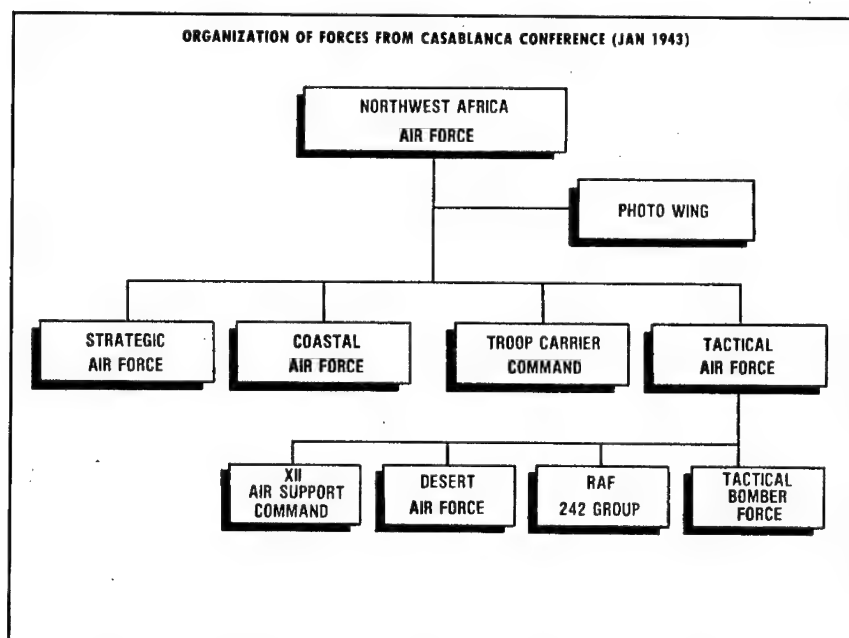 ORGANIZATION OF FORCES FROM CASABLANCA CONFERENCE (JAN 1943)
NORTHWEST AFRICA
AIR FORCE
PHOTO WING
STRATEGIC
AIR FORCE
COASTAL
AIR FORCE
TROOP CARRIER
COMMAND
TACTICAL
AIR FORCE
XII
AIR SUPPORT
COMMAND
DESERT
AIR FORCE
RAF
242 GROUP
TACTICAL
BOMBER
FORCE